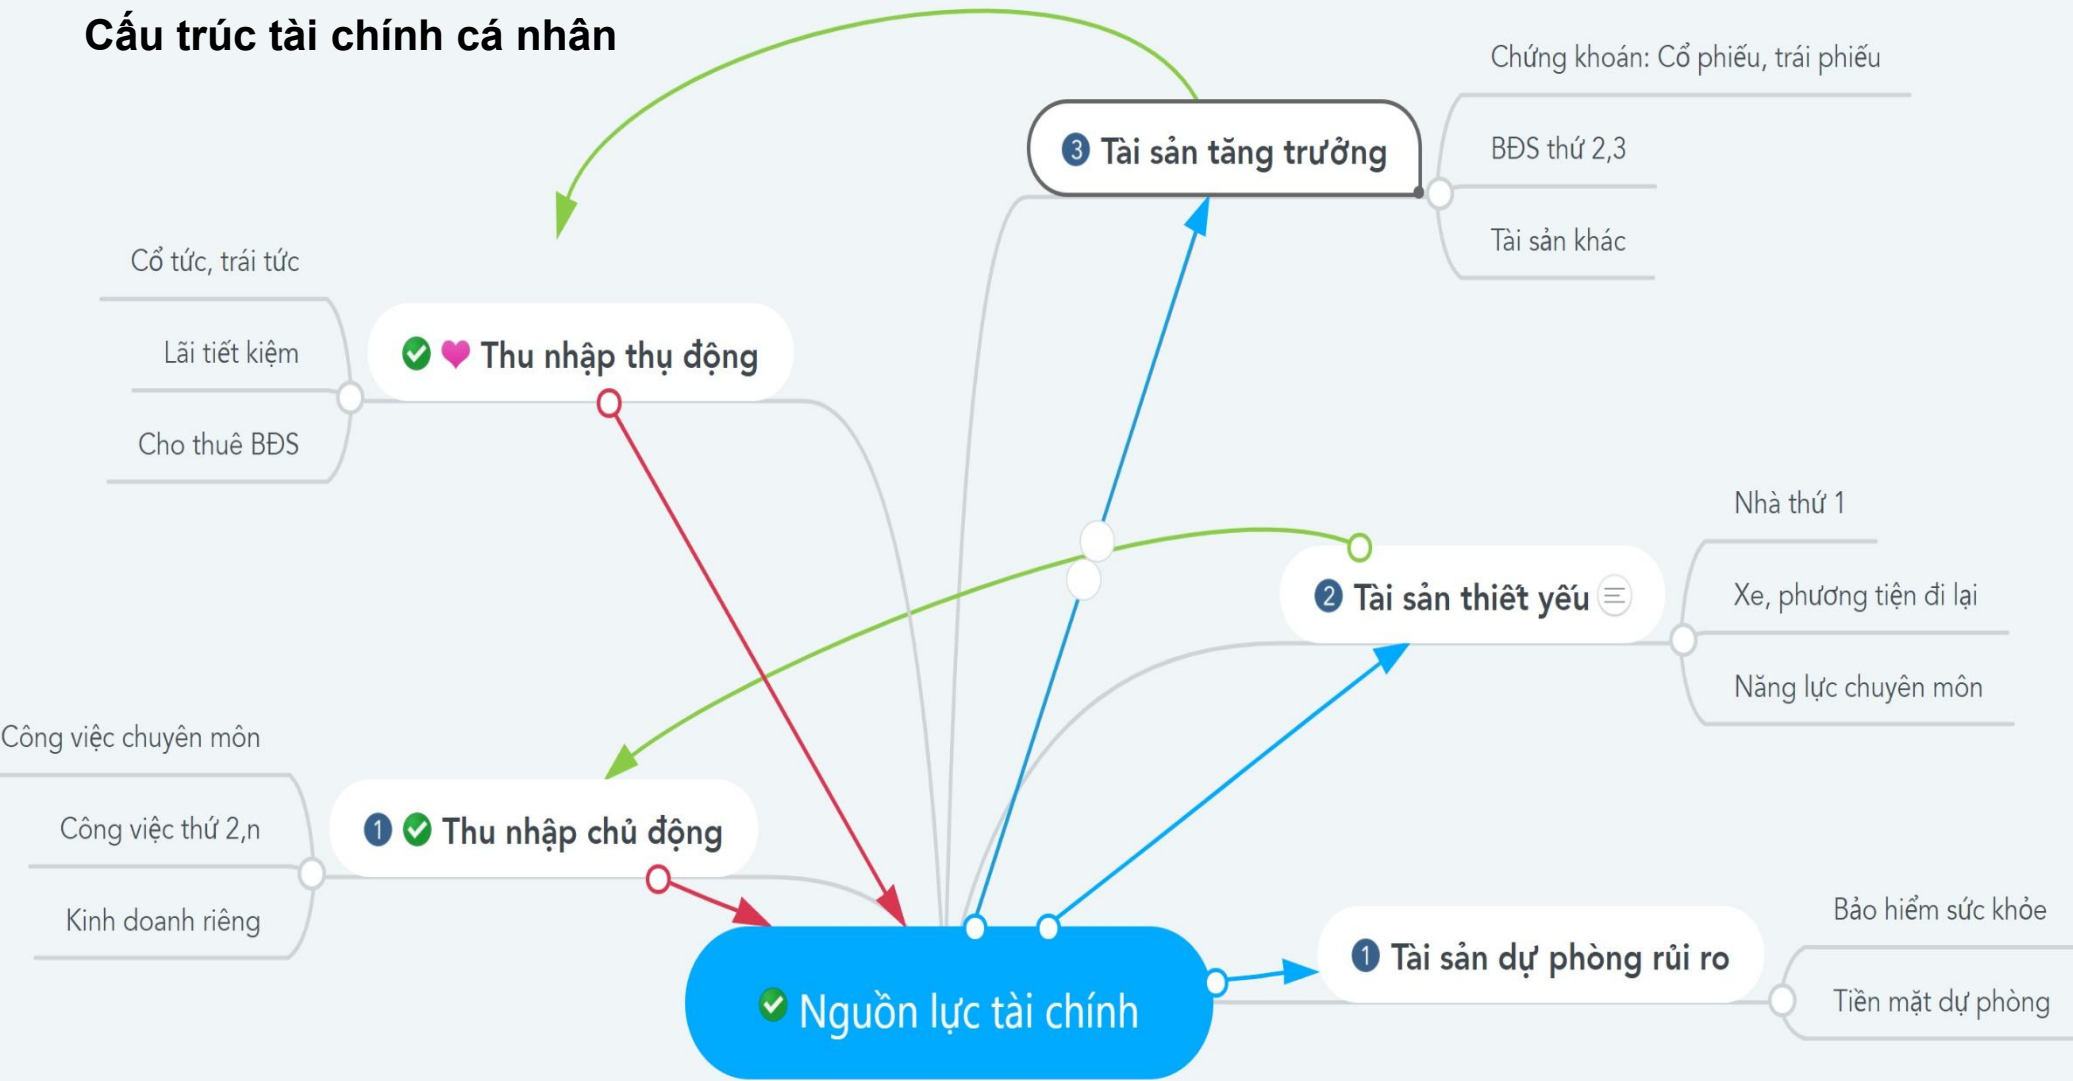 Cấu trúc tài chính cá nhân
Chứng khoán: Cổ phiếu, trái phiếu
3 Tài sản tăng trưởng
BĐS thứ 2,3
Tài sản khác
Cổ tức, trái tức
Lãi tiết kiệm
Thu nhập thụ động
Cho thuê BĐS
Nhà thứ 1
2 Tài sản thiết yếu
Xe, phương tiện đi lại
Năng lực chuyên môn
Công việc chuyên môn
Công việc thứ 2,n
1 Thu nhập chủ động
Kinh doanh riêng
Bảo hiểm sức khỏe
1 Tài sản dự phòng rủi ro
Tiền mặt dự phòng
Nguồn lực tài chính